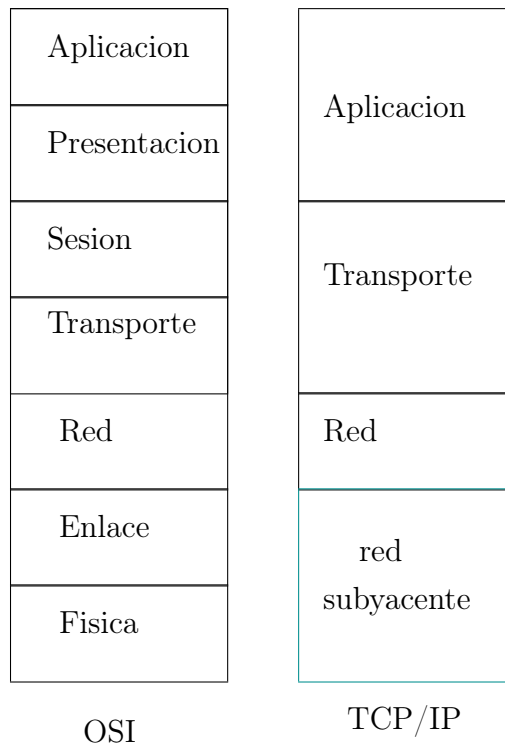 Aplicacion
Presentacion
Sesion
Transporte
Red
Enlace
Fisica
OSI
Aplicacion
Transporte
Red
red
subyacente
TCP/IP